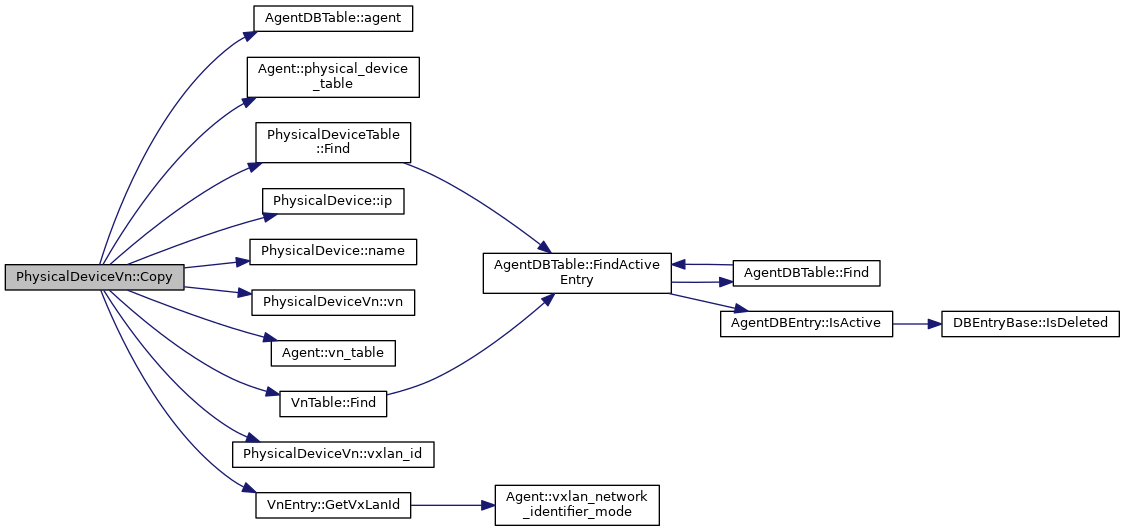 AgentDBTable::agent
Agent::physical_device
_table
PhysicalDeviceTable
::Find
PhysicalDevice::ip
PhysicalDevice::name
PhysicalDeviceVn::Copy
PhysicalDeviceVn::vn
Agent::vn_table
VnTable::Find
PhysicalDeviceVn::vxlan_id
VnEntry::GetVxLanId
AgentDBTable::FindActive
Entry
Agent::vxlan_network
_identifier_mode
AgentDBTable::Find
AgentDBEntry::IsActive
DBEntryBase::IsDeleted